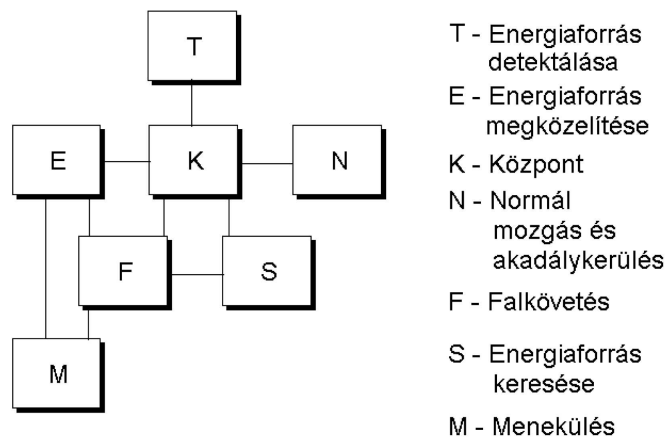 T
E
K
N
F
S
M
T - Energiaforrás
detektálása
E - Energiaforrás
megközelítése
K - Központ
N - Normál
mozgás és
akadálykerülés
F - Falkövetés
S - Energiaforrás
keresése
M - Menekülés